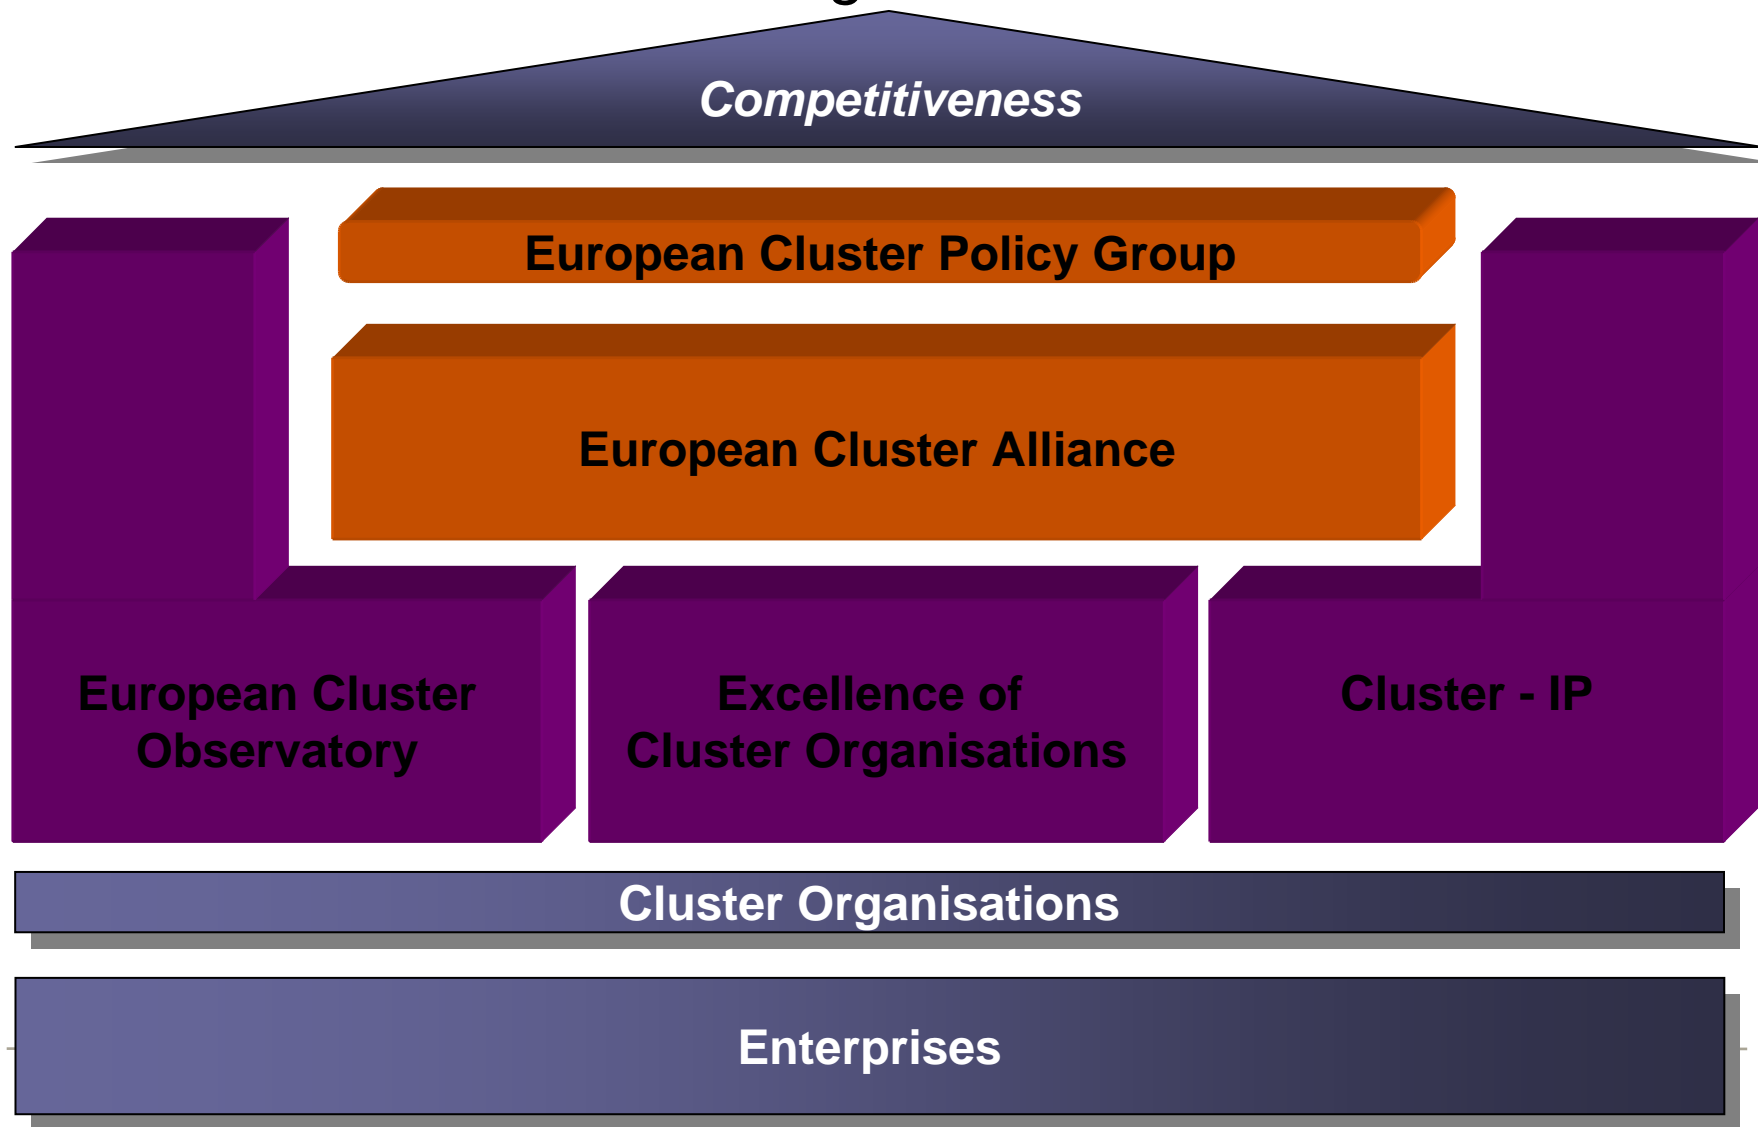 Competitiveness
European Cluster Policy Group
European Cluster Alliance
European Cluster
Observatory
Excellence of
Cluster Organisations
Cluster - IP
Cluster Organisations
Enterprises